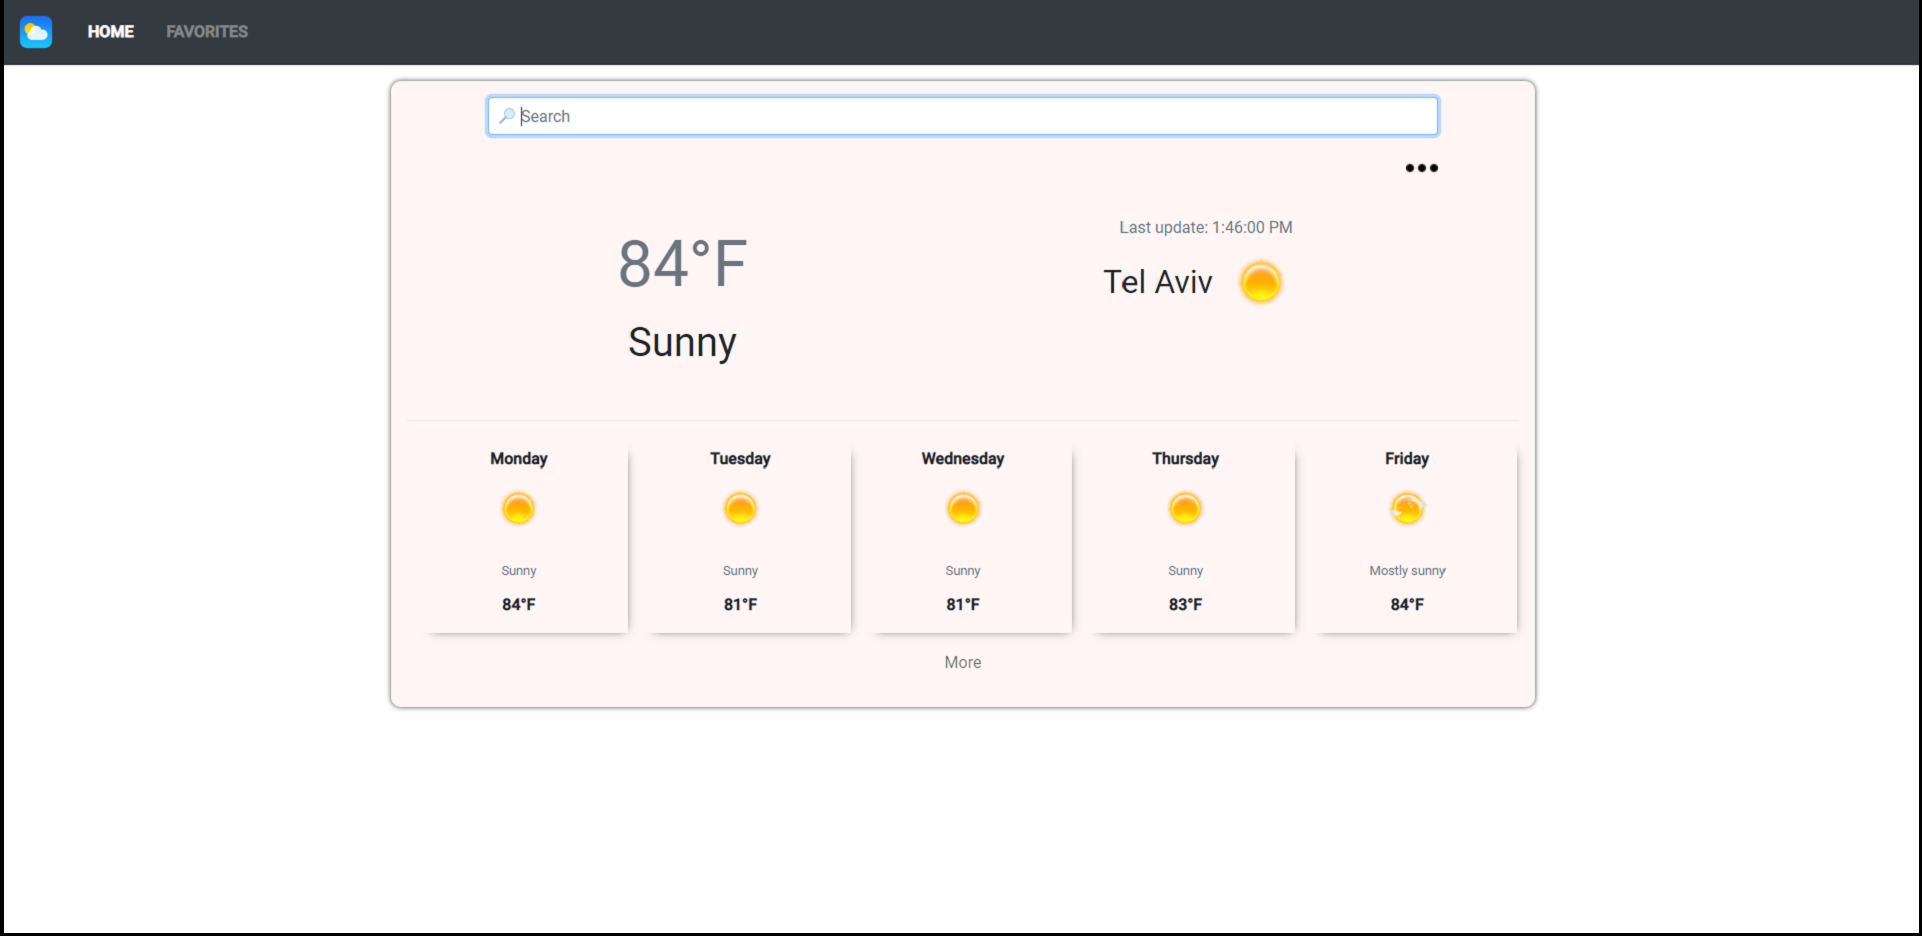 HOME FAVORITES
Search
Last update: 1:46:00 PM
84°F
Tel Aviv
Sunny
Monday Tuesday Wednesday Thursday Friday
Sunny Sunny Sunny Sunny Mostly sunny
84°F 81°F 81°F 83°F 84°F
More